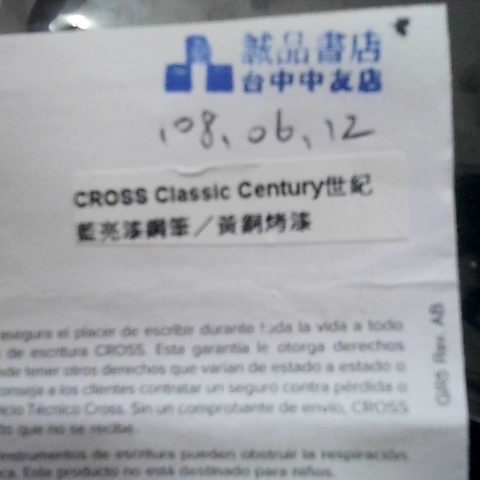 誠品書店
台中中友店
108.06.12
CROSS Classic Century世紀
藍亮漆鋼筆／黃銅烤漆
asegura el placer de escribir durante toda la vida a todo
de escritura CROSS. Esta garantía le otorga derechos
tener otros derechos que varían de estado a estado o
aconseja a los clientes contratar un seguro contra pérdida o
Técnico Cross. Sin un comprobante de envío, CROSS
que no se recibe.
instrumentos de escritura pueden obstruir la respiración.
Este producto no está destinado para niños.
GR5 Rev. AB